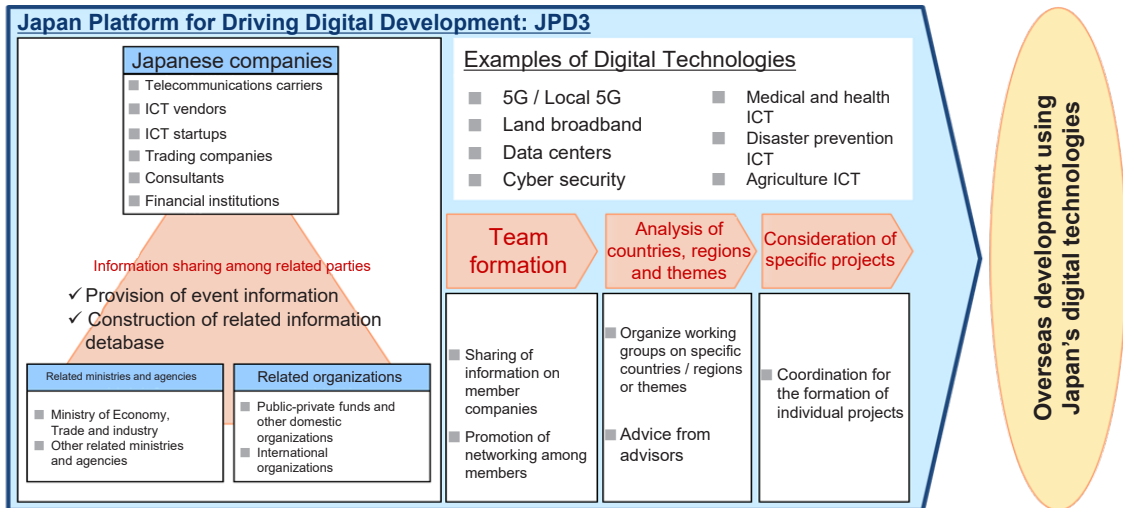 Japan Platform for Driving Digital Development: JPD3
Japanese companies
Telecommunications carriers
ICT vendors
ICT startups
Trading companies
Consultants
Financial institutions
Information sharing among related parties
✓ Provision of event information
✓ Construction of related information
detabase
Related ministries and agencies
Ministry of Economy,
Trade and industry
Other related ministries
and agencies
Related organizations
Public-private funds and
other domestic
organizations
International
organizations
Examples of Digital Technologies
5G / Local 5G
Land broadband
Data centers
Cyber security
Medical and health
ICT
Disaster prevention
ICT
Agriculture ICT
Team
formation
Sharing of
information on
member
companies
Promotion of
networking among
members
Analysis of
countries, regions
and themes
Organize working
groups on specific
countries / regions
or themes
Advice from
advisors
Consideration of
specific projects
Coordination for
the formation of
individual projects
Overseas development using
Japan's digital technologies